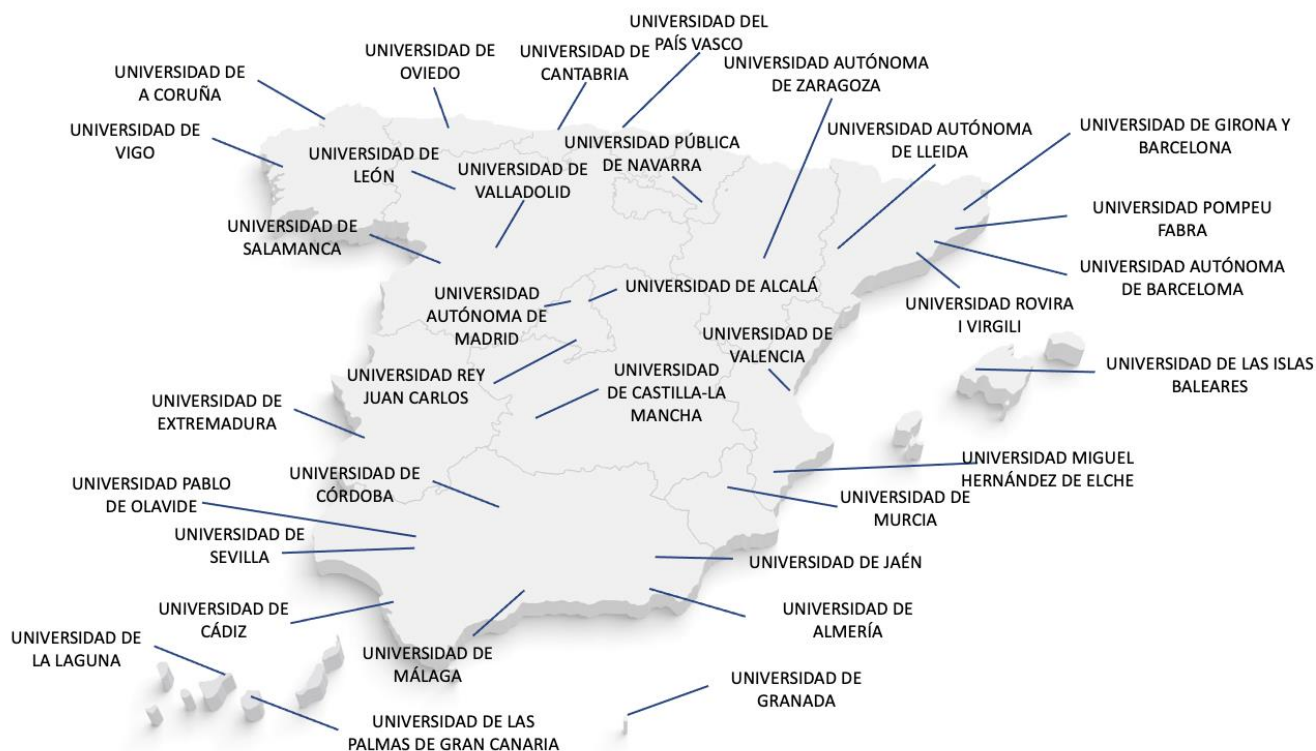 UNIVERSIDAD DEL
PAÍS VASCO
UNIVERSIDAD DE
OVIEDO
UNIVERSIDAD DE
CANTABRIA
UNIVERSIDAD AUTÓNOMA
DE ZARAGOZA
UNIVERSIDAD DE
A CORUÑA
UNIVERSIDAD DE
VIGO
UNIVERSIDAD DE
LEÓN
UNIVERSIDAD DE
VALLADOLID
UNIVERSIDAD PÚBLICA
DE NAVARRA
UNIVERSIDAD AUTÓNOMA
DE LLEIDA
UNIVERSIDAD DE GIRONA Y
BARCELONA
UNIVERSIDAD POMPEU
FABRA
UNIVERSIDAD DE
SALAMANCA
UNIVERSIDAD AUTÓNOMA
DE BARCELOMA
UNIVERSIDAD
AUTÓNOMA DE
MADRID
UNIVERSIDAD DE ALCALÁ
UNIVERSIDAD ROVIRA
I VIRGILI
UNIVERSIDAD DE
VALENCIA
UNIVERSIDAD DE LAS ISLAS
BALEARES
UNIVERSIDAD REY
JUAN CARLOS
UNIVERSIDAD
DE CASTILLA-LA
MANCHA
UNIVERSIDAD DE
EXTREMADURA
UNIVERSIDAD MIGUEL
HERNÁNDEZ DE ELCHE
UNIVERSIDAD DE
CÓRDOBA
UNIVERSIDAD PABLO
DE OLAVIDE
UNIVERSIDAD DE
MURCIA
UNIVERSIDAD DE
SEVILLA
UNIVERSIDAD DE JAÉN
UNIVERSIDAD DE
CÁDIZ
UNIVERSIDAD DE
ALMERÍA
UNIVERSIDAD DE
LA LAGUNA
UNIVERSIDAD DE
MÁLAGA
UNIVERSIDAD DE
GRANADA
UNIVERSIDAD DE LAS
PALMAS DE GRAN CANARIA